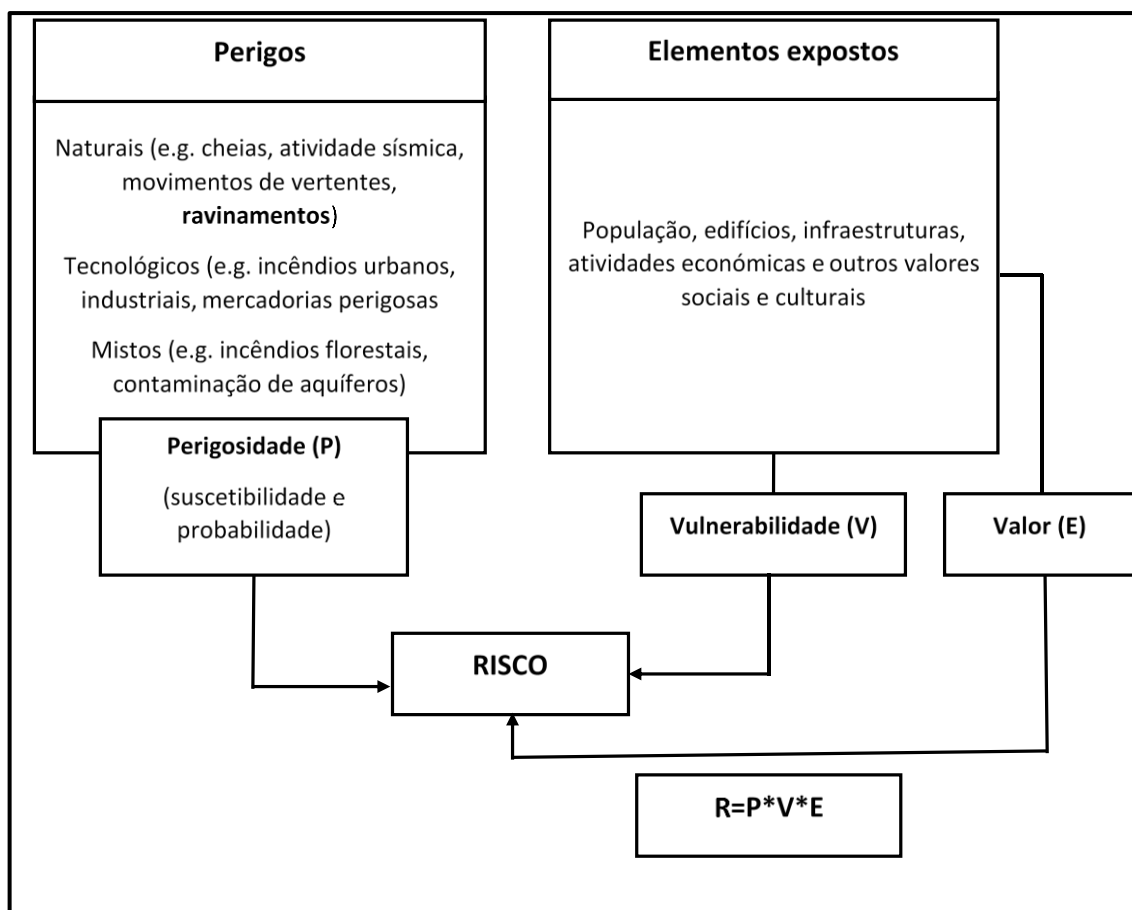 Perigos
Naturais (e.g. cheias, atividade sísmica,
movimentos de vertentes,
ravinamentos)
Tecnológicos (e.g. incêndios urbanos,
industriais, mercadorias perigosas
Mistos (e.g. incêndios florestais,
contaminação de aquíferos)
Perigosidade (P)
(suscetibilidade e
probabilidade)
Elementos expostos
População, edifícios, infraestruturas,
atividades económicas e outros valores
sociais e culturais
Vulnerabilidade (V)
Valor (E)
RISCO
R=P*V*E